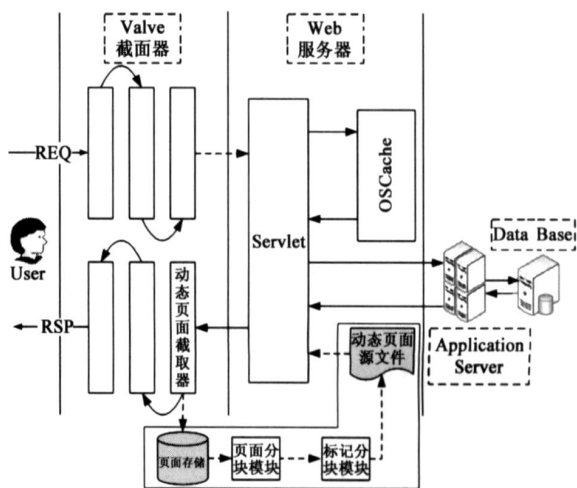 Valve
截面器
Web
服务器
REQ
OSCache
Servlet
Data Base
User
动态页面截取器
RSP
动态页面
源文件
Application
Server
页面存储
页面分
块模块
标记分
块模块